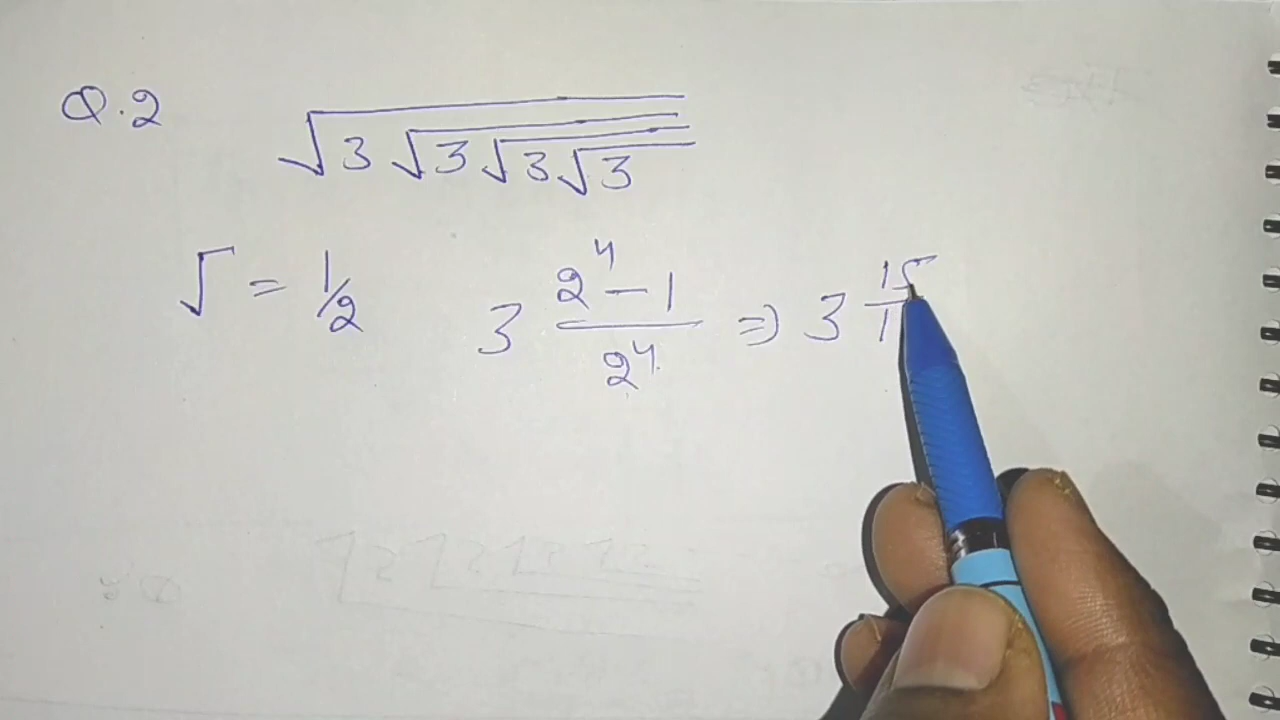 Q.2 √3√3√3√3
√ = 1/2 3 2^4 - 1 / 2^4 => 3 15 / 1